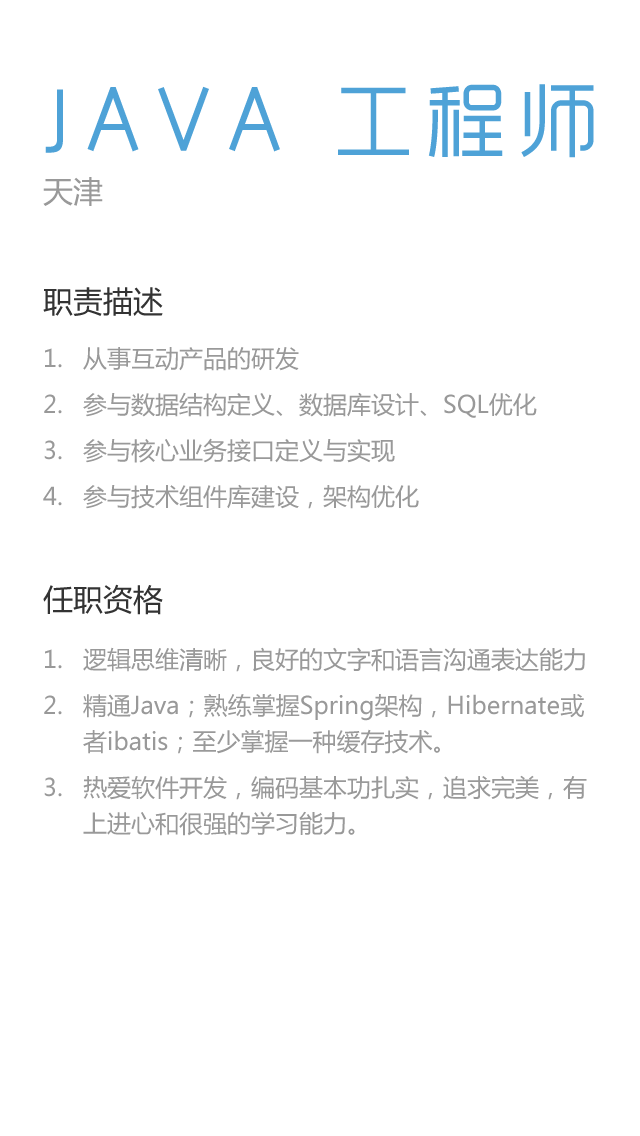 JAVA 工程师
天津
职责描述
1. 从事互动产品的研发
2. 参与数据结构定义、数据库设计、SQL优化
3. 参与核心业务接口定义与实现
4. 参与技术组件库建设，架构优化
任职资格
1. 逻辑思维清晰，良好的文字和语言沟通表达能力
2. 精通Java；熟练掌握Spring架构，Hibernate或
者ibatis；至少掌握一种缓存技术。
3. 热爱软件开发，编码基本功扎实，追求完美，有
上进心和很强的学习能力。